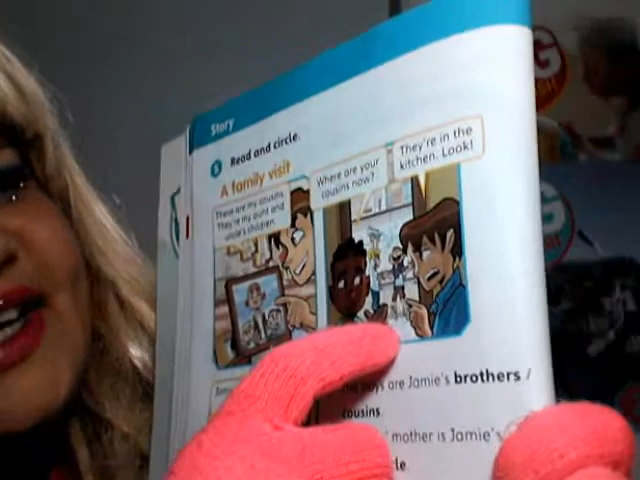 Story
5 Read and circle.
A family visit
These are my cousins.
They're my aunt and
uncle's children.
Where are your
cousins now?
They're in the
kitchen. Look!
boys are Jamie's brothers /
cousins.
mother is Jamie's